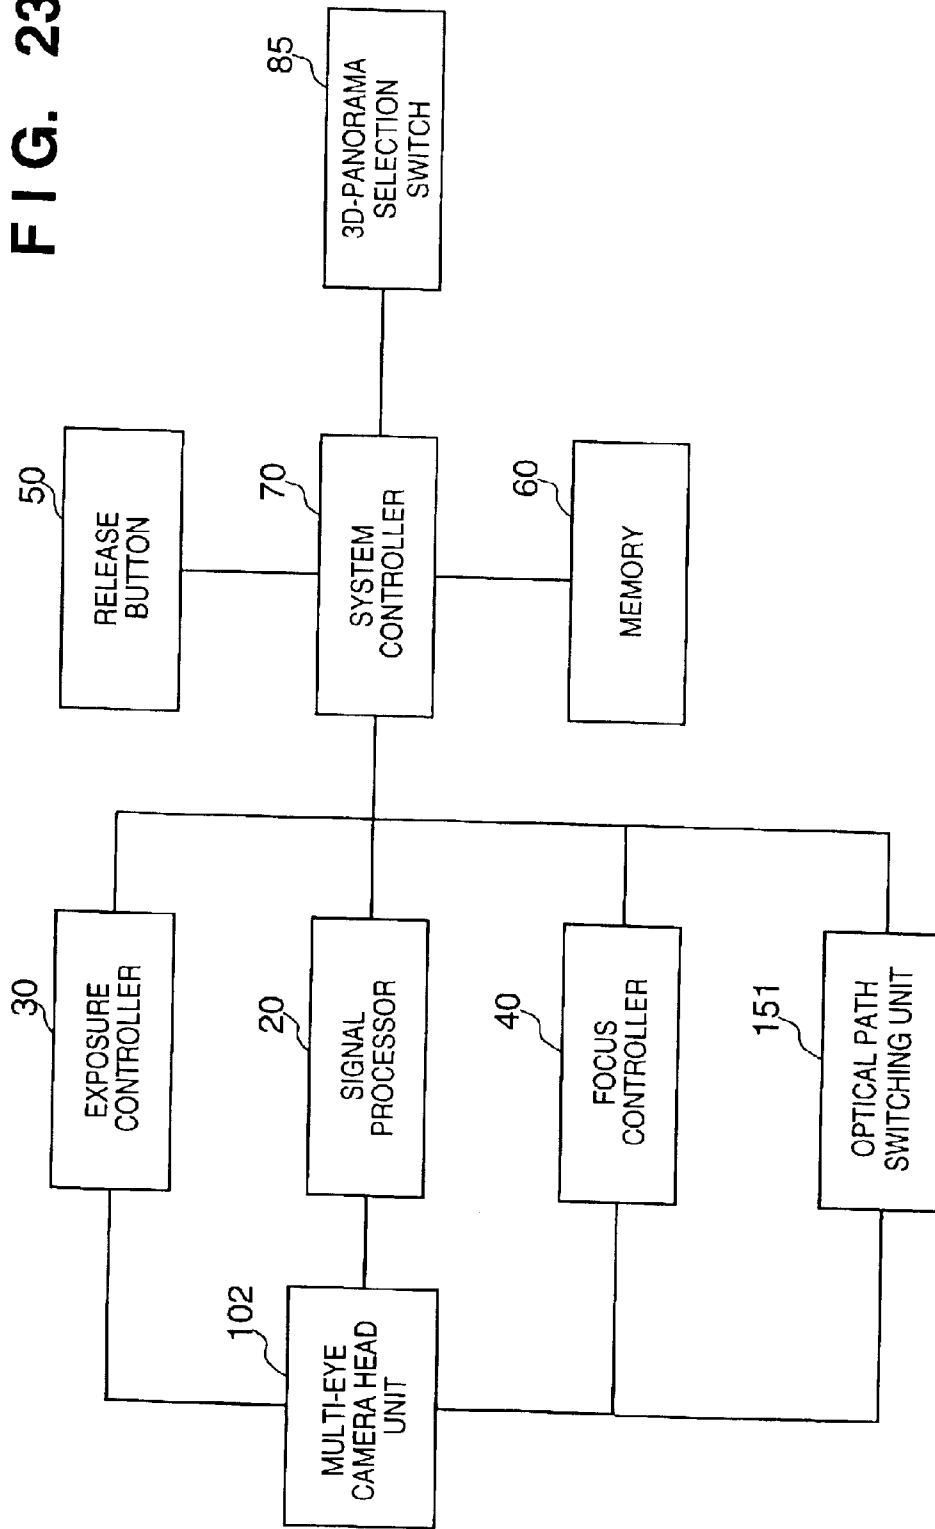 FIG. 23
102
MULTI-EYE
CAMERA HEAD
UNIT
30
EXPOSURE
CONTROLLER
20
SIGNAL
PROCESSOR
40
FOCUS
CONTROLLER
151
OPTICAL PATH
SWITCHING UNIT
50
RELEASE
BUTTON
70
SYSTEM
CONTROLLER
60
MEMORY
85
3D-PANORAMA
SELECTION
SWITCH